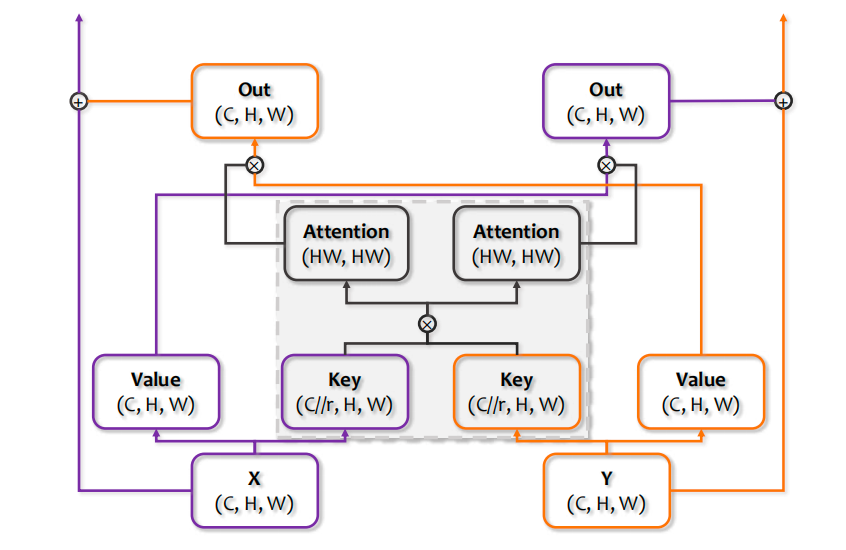 Out
(C, H, W)
Out
(C, H, W)
Attention
(HW, HW)
Attention
(HW, HW)
Value
(C, H, W)
Key
(C//r, H, W)
Key
(C//r, H, W)
Value
(C, H, W)
X
(C, H, W)
Y
(C, H, W)